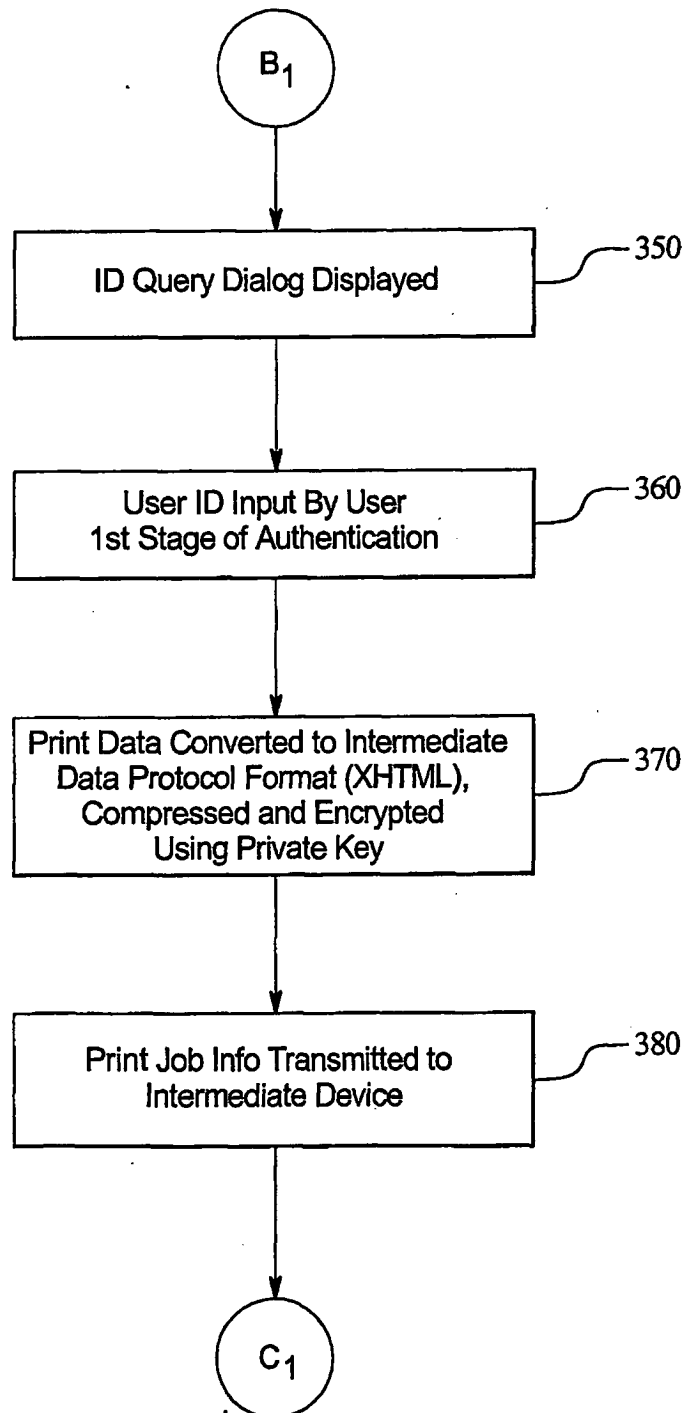 B1
ID Query Dialog Displayed
350
User ID Input By User
1st Stage of Authentication
360
Print Data Converted to Intermediate
Data Protocol Format (XHTML),
Compressed and Encrypted
Using Private Key
370
Print Job Info Transmitted to
Intermediate Device
380
C1